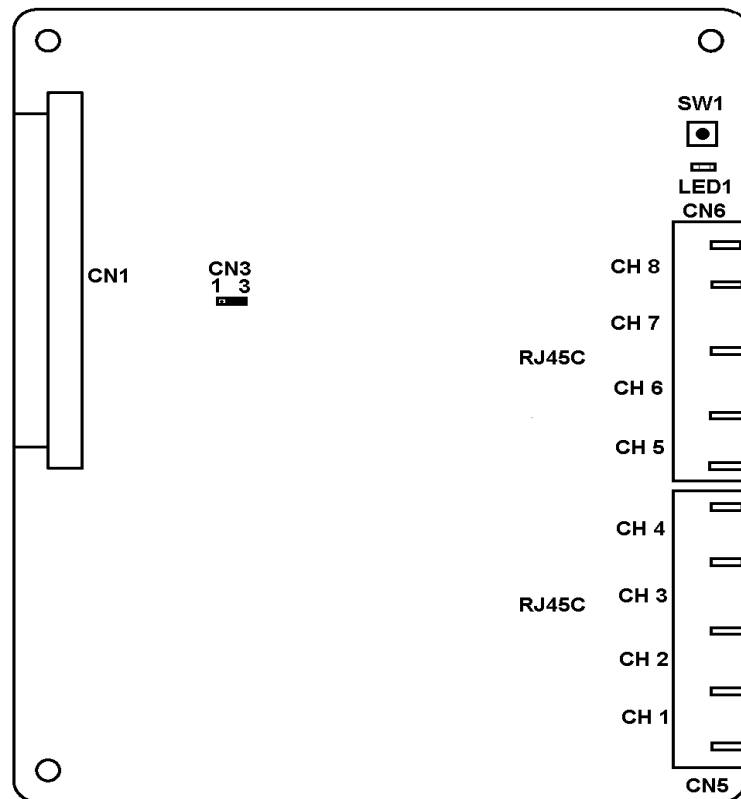 SW1
LED1
CN6
CN1
CN3
1 3
CH 8
CH 7
RJ45C
CH 6
CH 5
CH 4
RJ45C
CH 3
CH 2
CH 1
CN5